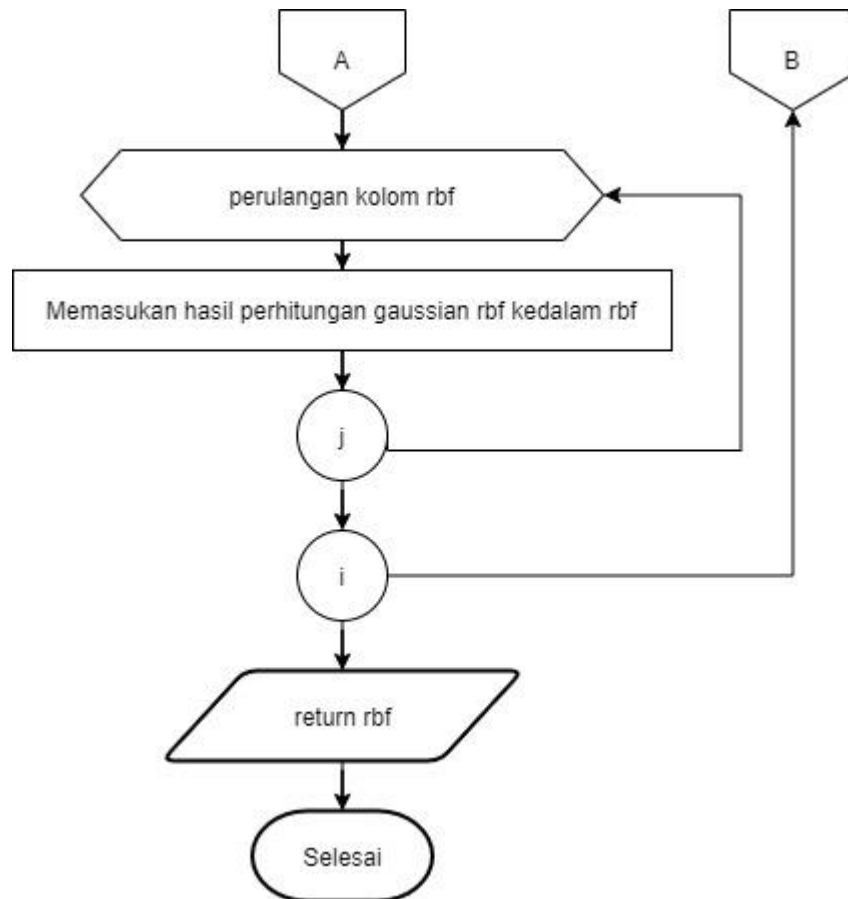 A
B
perulangan kolom rbf
Memasukan hasil perhitungan gaussian rbf kedalam rbf
j
i
return rbf
Selesai